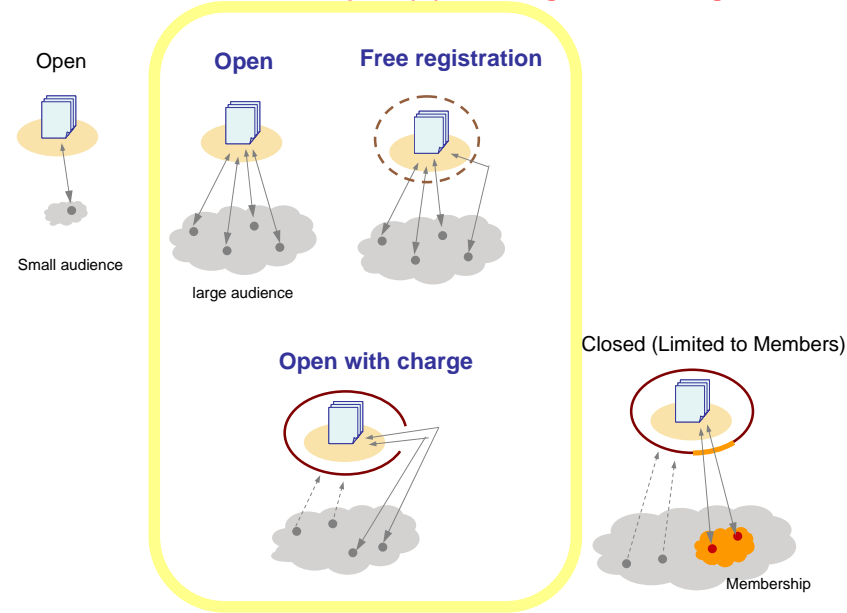 Open
Open
Free registration
Small audience
large audience
Open with charge
Closed (Limited to Members)
Membership